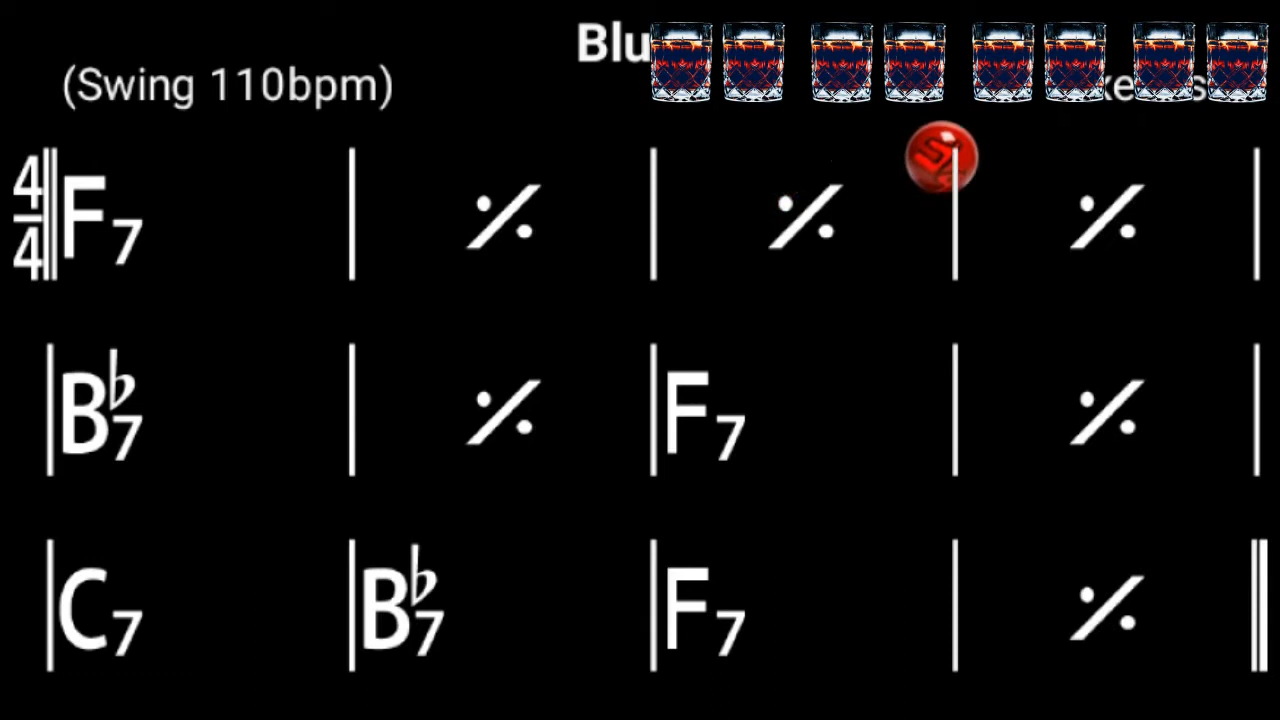 Blu
(Swing 110bpm)
4/4 F7 | 𝄎 | 𝄎 | 𝄎
B♭7 | 𝄎 | F7 | 𝄎
C7 | B♭7 | F7 | 𝄎